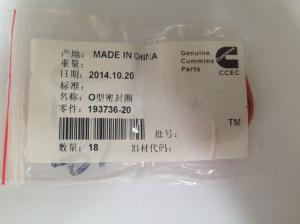 产地: MADE IN CHINA
重量:
日期: 2014.10.20
标准:
名称: O型密封圈
零件: 193736-20
批号:
数量: 18
器材代码:
Genuine
Cummins
Parts
CCEC
TM